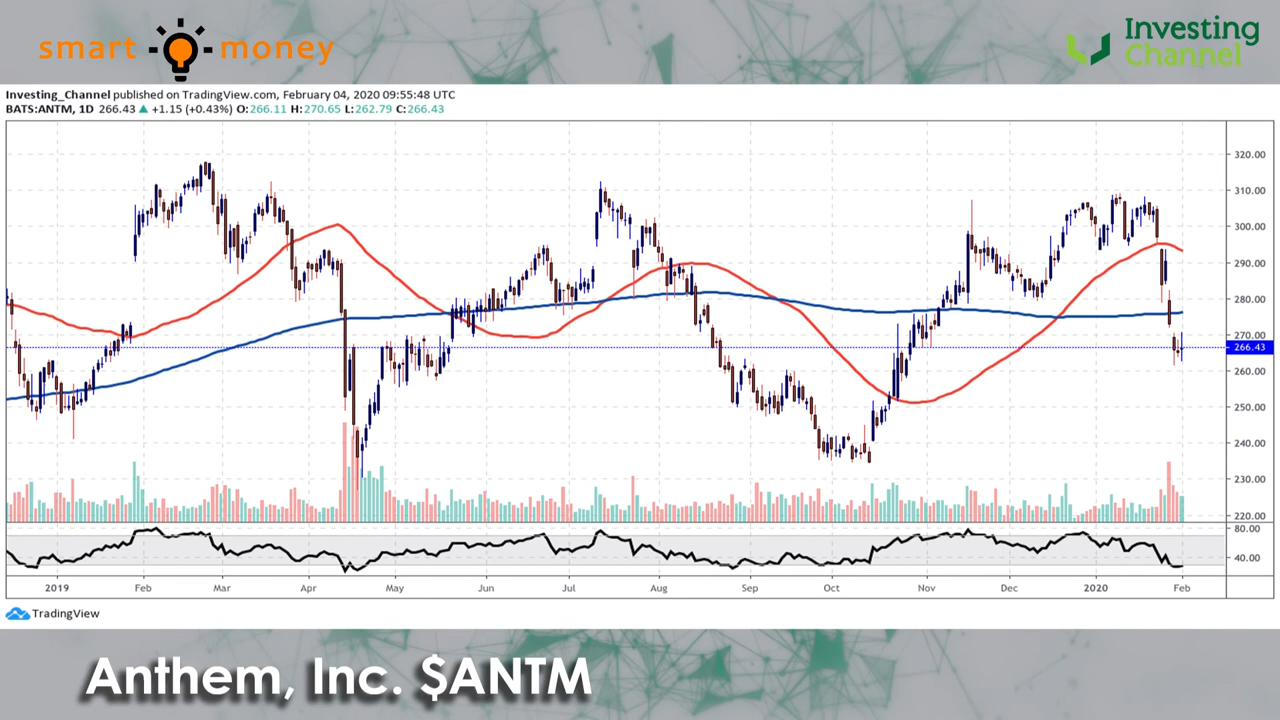 smart money
Investing
Channel
Investing_Channel published on TradingView.com, February 04, 2020 09:55:48 UTC
BATS:ANTM, 1D 266.43 ▲ +1.15 (+0.43%) O:266.11 H:270.65 L:262.79 C:266.43
320.00
310.00
300.00
290.00
280.00
270.00
266.43
260.00
250.00
240.00
230.00
220.00
80.00
40.00
2019 Feb Mar Apr May Jun Jul Aug Sep Oct Nov Dec 2020 Feb
TradingView
Anthem, Inc. $ANTM